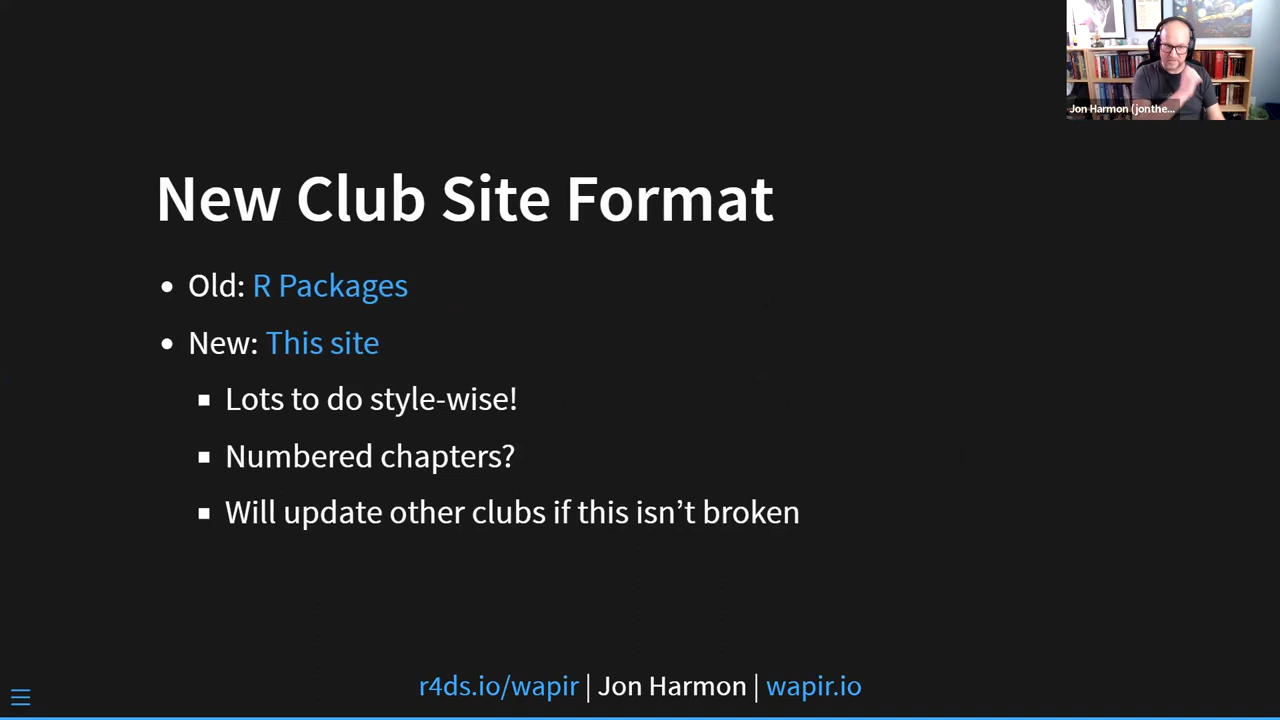 Jon Harmon (jonthe...
New Club Site Format
• Old: R Packages
• New: This site
▪ Lots to do style-wise!
▪ Numbered chapters?
▪ Will update other clubs if this isn’t broken
r4ds.io/wapir | Jon Harmon | wapir.io